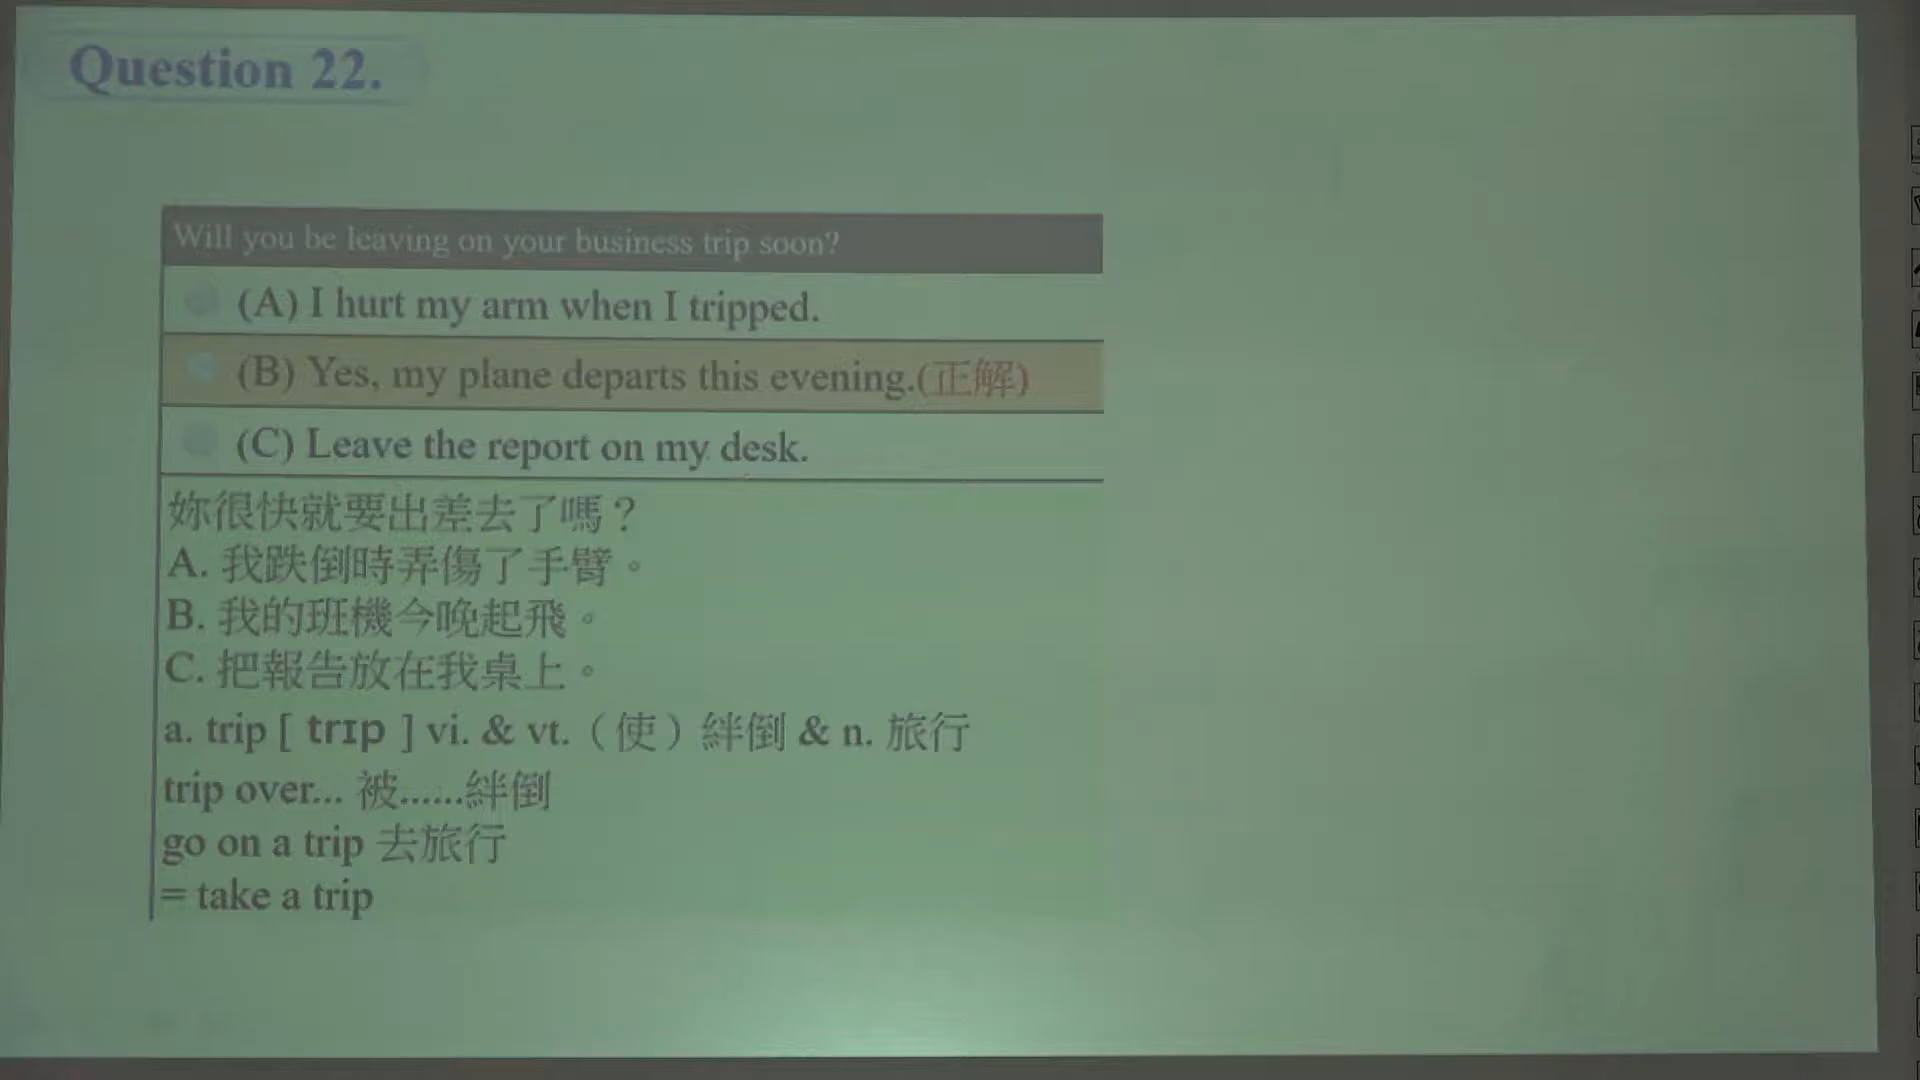 Question 22.
Will you be leaving on your business trip soon?
(A) I hurt my arm when I tripped.
(B) Yes, my plane departs this evening.(正解)
(C) Leave the report on my desk.
妳很快就要出差去了嗎？
A. 我跌倒時弄傷了手臂。
B. 我的班機今晚起飛。
C. 把報告放在我桌上。
a. trip [ trɪp ] vi. & vt.（使）絆倒 & n. 旅行
trip over... 被......絆倒
go on a trip 去旅行
= take a trip